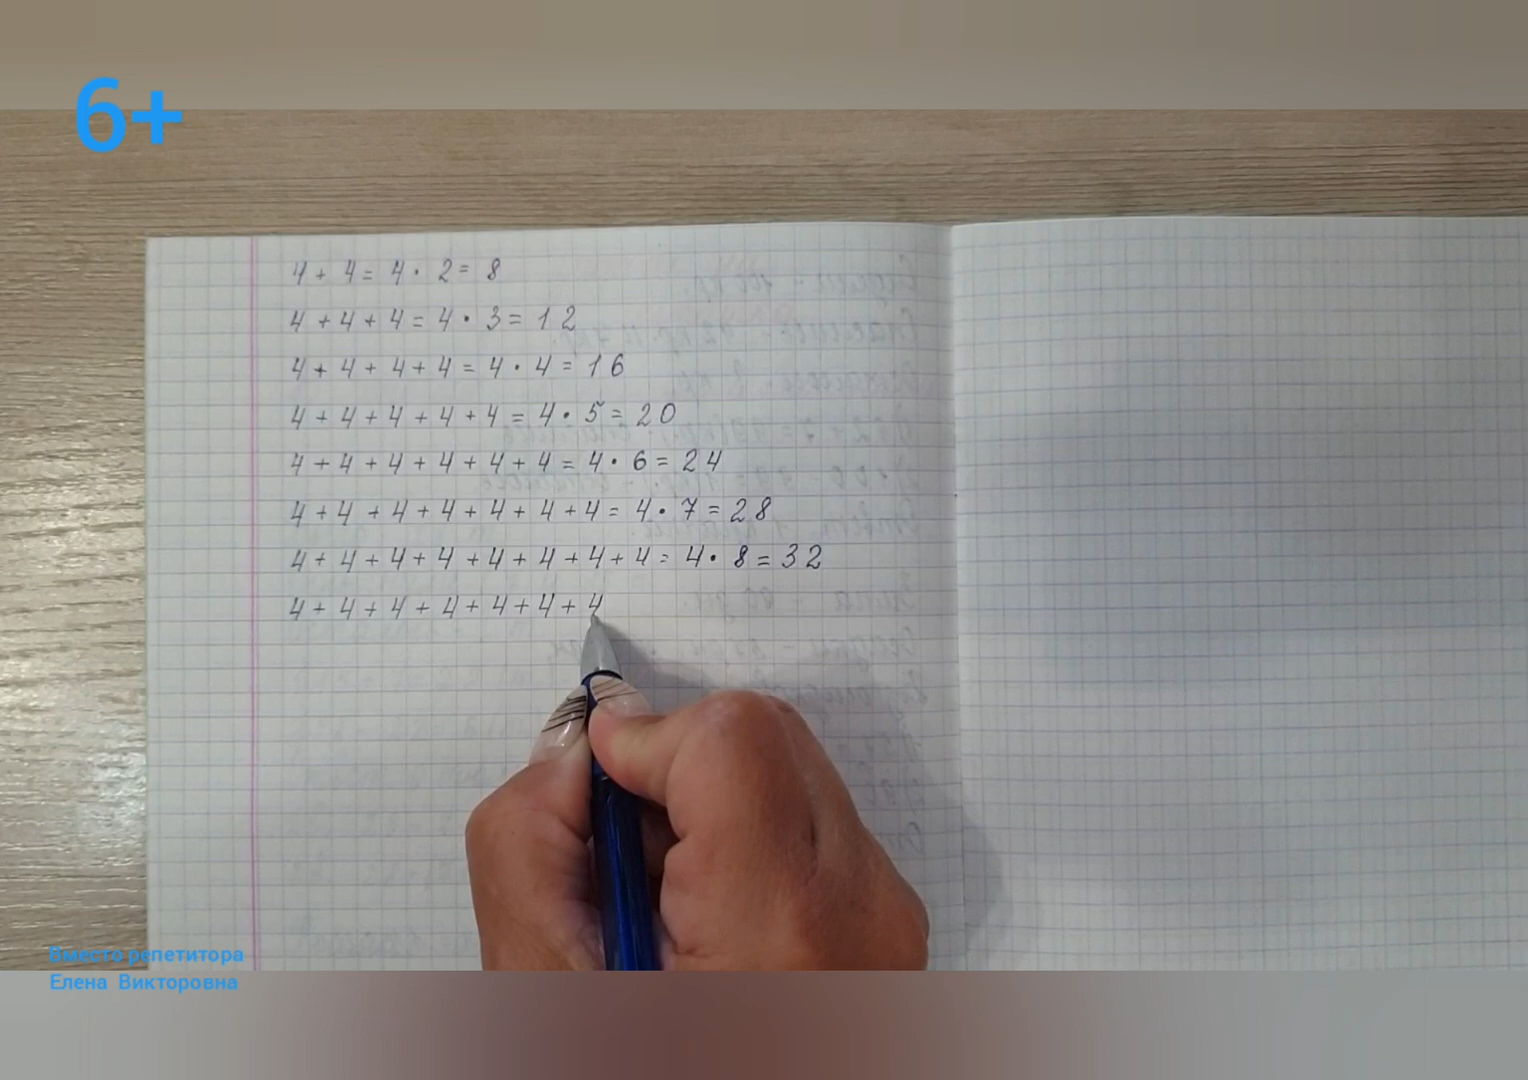 6+
4 + 4 = 4 · 2 = 8
4 + 4 + 4 = 4 · 3 = 12
4 + 4 + 4 + 4 = 4 · 4 = 16
4 + 4 + 4 + 4 + 4 = 4 · 5 = 20
4 + 4 + 4 + 4 + 4 + 4 = 4 · 6 = 24
4 + 4 + 4 + 4 + 4 + 4 + 4 = 4 · 7 = 28
4 + 4 + 4 + 4 + 4 + 4 + 4 + 4 = 4 · 8 = 32
4 + 4 + 4 + 4 + 4 + 4 + 4
Вместо репетитора
Елена Викторовна